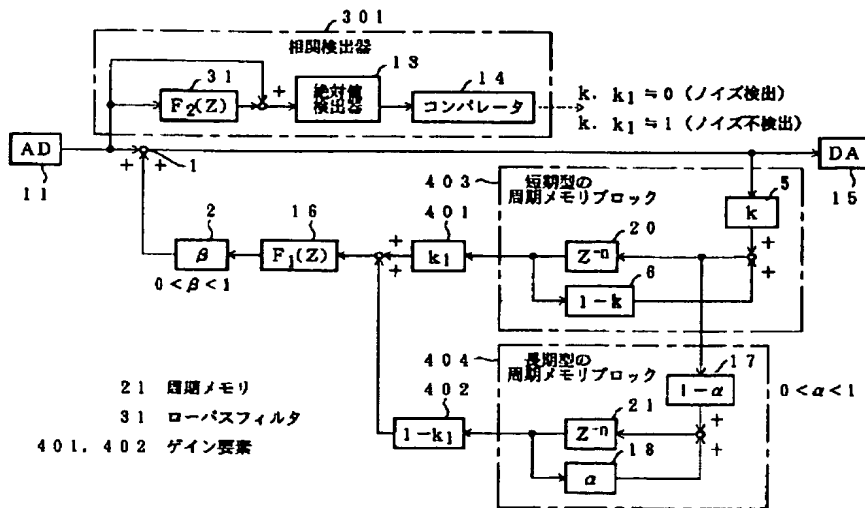 301
相関検出器
31
13
14
F₂(Z)
+
絶対値検出器
コンパレータ
k. k₁≒0 (ノイズ検出)
k. k₁≒1 (ノイズ不検出)
AD
+
+
1
DA
11
15
403
短期型の
周期メモリブロック
5
k
2
16
401
20
β
F₁(Z)
+
+
k₁
Z⁻ⁿ
+
+
0<β<1
6
1-k
404
長期型の
周期メモリブロック
17
1-α
0<α<1
402
21
1-k₁
Z⁻ⁿ
+
+
18
α
21 周期メモリ
31 ローパスフィルタ
401, 402 ゲイン要素